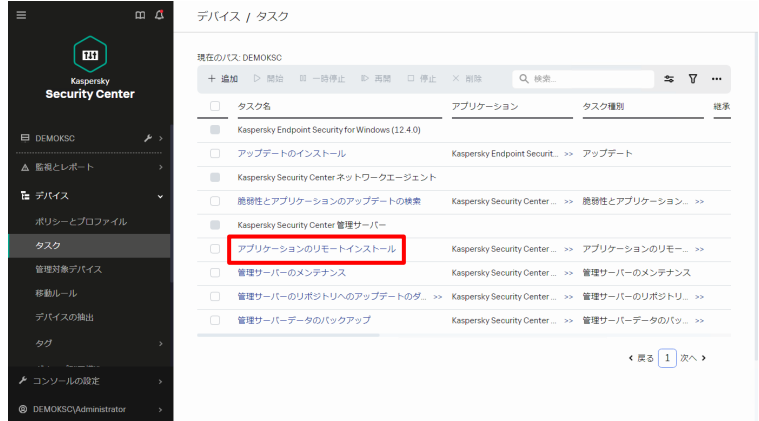 デバイス / タスク
Kaspersky
Security Center
DEMOKSC
監視とレポート
デバイス
ポリシーとプロファイル
タスク
管理対象デバイス
移動ルール
デバイスの抽出
タグ
コンソールの設定
DEMOKSC\Administrator
現在のパス: DEMOKSC
+ 追加 開始 一時停止 再開 停止 × 削除 検索...
タスク名 アプリケーション タスク種別 継承
Kaspersky Endpoint Security for Windows (12.4.0)
アップデートのインストール Kaspersky Endpoint Securit... >> アップデート
Kaspersky Security Center ネットワークエージェント
脆弱性とアプリケーションのアップデートの検索 Kaspersky Security Center ... >> 脆弱性とアプリケーション... >>
Kaspersky Security Center 管理サーバー
アプリケーションのリモートインストール Kaspersky Security Center ... >> アプリケーションのリモー... >>
管理サーバーのメンテナンス Kaspersky Security Center ... >> 管理サーバーのメンテナンス
管理サーバーのリポジトリへのアップデートのダ... >> Kaspersky Security Center ... >> 管理サーバーのリポジトリ... >>
管理サーバーデータのバックアップ Kaspersky Security Center ... >> 管理サーバーデータのバッ... >>
戻る 1 次へ